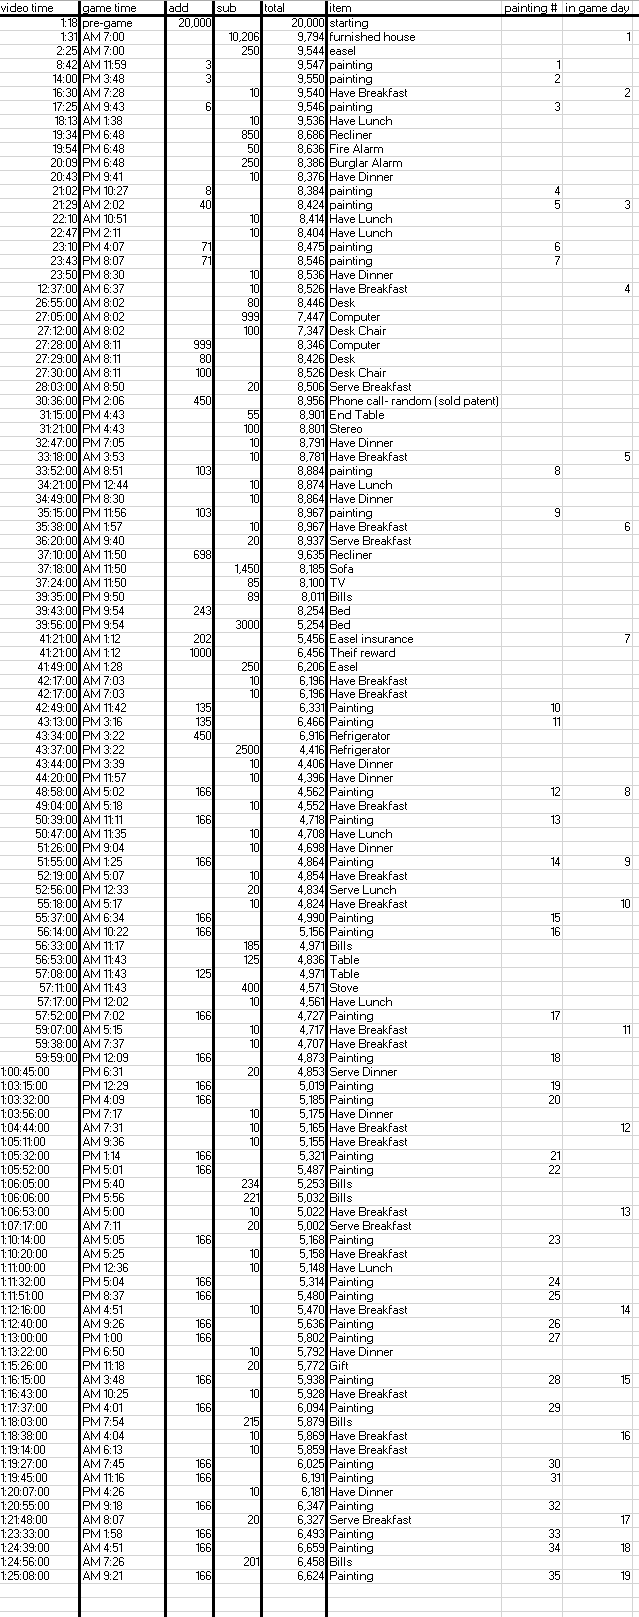 video time game time add sub total item painting # in game day
1:18 pre-game 20,000 20,000 starting
1:31 AM 7:00 10,206 9,794 furnished house 1
2:25 AM 7:00 250 9,544 easel
8:42 AM 11:59 3 9,547 painting 1
14:00 PM 3:48 3 9,550 painting 2
16:30 AM 7:28 10 9,540 Have Breakfast 2
17:25 AM 9:43 6 9,546 painting 3
18:13 AM 1:38 10 9,536 Have Lunch
19:34 PM 6:48 850 8,686 Recliner
19:54 PM 6:48 50 8,636 Fire Alarm
20:09 PM 6:48 250 8,386 Burglar Alarm
20:43 PM 9:41 10 8,376 Have Dinner
21:02 PM 10:27 8 8,384 painting 4
21:29 AM 2:02 40 8,424 painting 5 3
22:10 AM 10:51 10 8,414 Have Lunch
22:47 PM 2:11 10 8,404 Have Lunch
23:10 PM 4:07 71 8,475 painting 6
23:43 PM 8:07 71 8,546 painting 7
23:50 PM 8:30 10 8,536 Have Dinner
12:37:00 AM 6:37 10 8,526 Have Breakfast 4
26:55:00 AM 8:02 80 8,446 Desk
27:05:00 AM 8:02 999 7,447 Computer
27:12:00 AM 8:02 100 7,347 Desk Chair
27:28:00 AM 8:11 999 8,346 Computer
27:29:00 AM 8:11 80 8,426 Desk
27:30:00 AM 8:11 100 8,526 Desk Chair
28:03:00 AM 8:50 20 8,506 Serve Breakfast
30:36:00 PM 2:06 450 8,956 Phone call- random (sold patent)
31:15:00 PM 4:43 55 8,901 End Table
31:21:00 PM 4:43 100 8,801 Stereo
32:47:00 PM 7:05 10 8,791 Have Dinner
33:18:00 AM 3:53 10 8,781 Have Breakfast 5
33:52:00 AM 8:51 103 8,884 painting 8
34:21:00 PM 12:44 10 8,874 Have Lunch
34:49:00 PM 8:30 10 8,864 Have Dinner
35:15:00 PM 11:56 103 8,967 painting 9
35:38:00 AM 1:57 10 8,967 Have Breakfast 6
36:20:00 AM 9:40 20 8,937 Serve Breakfast
37:10:00 AM 11:50 698 9,635 Recliner
37:18:00 AM 11:50 1,450 8,185 Sofa
37:24:00 AM 11:50 85 8,100 TV
39:35:00 PM 9:50 89 8,011 Bills
39:43:00 PM 9:54 243 8,254 Bed
39:56:00 PM 9:54 3000 5,254 Bed
41:21:00 AM 1:12 202 5,456 Easel insurance 7
41:21:00 AM 1:12 1000 6,456 Theif reward
41:49:00 AM 1:28 250 6,206 Easel
42:17:00 AM 7:03 10 6,196 Have Breakfast
42:17:00 AM 7:03 10 6,196 Have Breakfast
42:49:00 AM 11:42 135 6,331 Painting 10
43:13:00 PM 3:16 135 6,466 Painting 11
43:34:00 PM 3:22 450 6,916 Refrigerator
43:37:00 PM 3:22 2500 4,416 Refrigerator
43:44:00 PM 3:39 10 4,406 Have Dinner
44:20:00 PM 11:57 10 4,396 Have Dinner
48:58:00 AM 5:02 166 4,562 Painting 12 8
49:04:00 AM 5:18 10 4,552 Have Breakfast
50:39:00 AM 11:11 166 4,718 Painting 13
50:47:00 AM 11:35 10 4,708 Have Lunch
51:26:00 PM 9:04 10 4,698 Have Dinner
51:55:00 AM 1:25 166 4,864 Painting 14 9
52:19:00 AM 5:07 10 4,854 Have Breakfast
52:56:00 PM 12:33 20 4,834 Serve Lunch
55:18:00 AM 5:17 10 4,824 Have Breakfast 10
55:37:00 AM 6:34 166 4,990 Painting 15
56:14:00 AM 10:22 166 5,156 Painting 16
56:33:00 AM 11:17 185 4,971 Bills
56:53:00 AM 11:43 125 4,836 Table
57:08:00 AM 11:43 125 4,971 Table
57:11:00 AM 11:43 400 4,571 Stove
57:17:00 PM 12:02 10 4,561 Have Lunch
57:52:00 PM 7:02 166 4,727 Painting 17
59:07:00 AM 5:15 10 4,717 Have Breakfast 11
59:38:00 AM 7:37 10 4,707 Have Breakfast
59:59:00 PM 12:09 166 4,873 Painting 18
1:00:45:00 PM 6:31 20 4,853 Serve Dinner
1:03:15:00 PM 12:29 166 5,019 Painting 19
1:03:32:00 PM 4:09 166 5,185 Painting 20
1:03:56:00 PM 7:17 10 5,175 Have Dinner
1:04:44:00 AM 7:31 10 5,165 Have Breakfast 12
1:05:11:00 AM 9:36 10 5,155 Have Breakfast
1:05:32:00 PM 1:14 166 5,321 Painting 21
1:05:52:00 PM 5:01 166 5,487 Painting 22
1:06:05:00 PM 5:40 234 5,253 Bills
1:06:06:00 PM 5:56 221 5,032 Bills
1:06:53:00 AM 5:00 10 5,022 Have Breakfast 13
1:07:17:00 AM 7:11 20 5,002 Serve Breakfast
1:10:14:00 AM 5:05 166 5,168 Painting 23
1:10:20:00 AM 5:25 10 5,158 Have Breakfast
1:11:00:00 PM 12:36 10 5,148 Have Lunch
1:11:32:00 PM 5:04 166 5,314 Painting 24
1:11:51:00 PM 8:37 166 5,480 Painting 25
1:12:16:00 AM 4:51 10 5,470 Have Breakfast 14
1:12:40:00 AM 9:26 166 5,636 Painting 26
1:13:00:00 PM 1:00 166 5,802 Painting 27
1:13:22:00 PM 6:50 10 5,792 Have Dinner
1:15:26:00 PM 11:18 20 5,772 Gift
1:16:15:00 AM 3:48 166 5,938 Painting 28 15
1:16:43:00 AM 10:25 10 5,928 Have Breakfast
1:17:37:00 PM 4:01 166 6,094 Painting 29
1:18:03:00 PM 7:54 215 5,879 Bills
1:18:38:00 AM 4:04 10 5,869 Have Breakfast 16
1:19:14:00 AM 6:13 10 5,859 Have Breakfast
1:19:27:00 AM 7:45 166 6,025 Painting 30
1:19:45:00 AM 11:16 166 6,191 Painting 31
1:20:07:00 PM 4:26 10 6,181 Have Dinner
1:20:55:00 PM 9:18 166 6,347 Painting 32
1:21:48:00 AM 8:07 20 6,327 Serve Breakfast 17
1:23:33:00 PM 1:58 166 6,493 Painting 33
1:24:39:00 AM 4:51 166 6,659 Painting 34 18
1:24:56:00 AM 7:26 201 6,458 Bills
1:25:08:00 AM 9:21 166 6,624 Painting 35 19